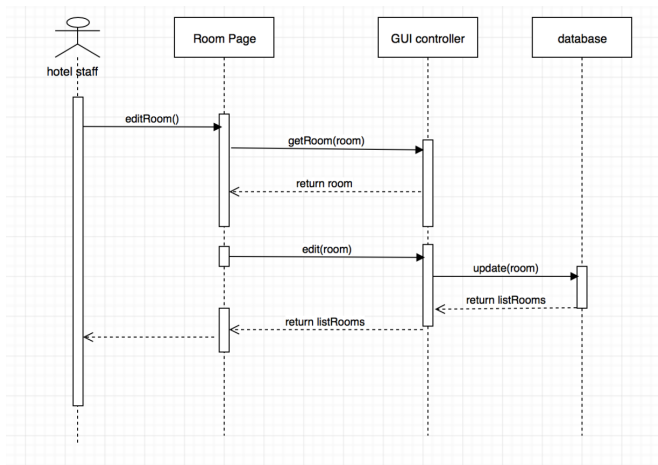 Room Page
GUI controller
database
hotel staff
editRoom()
getRoom(room)
return room
edit(room)
update(room)
return listRooms
return listRooms